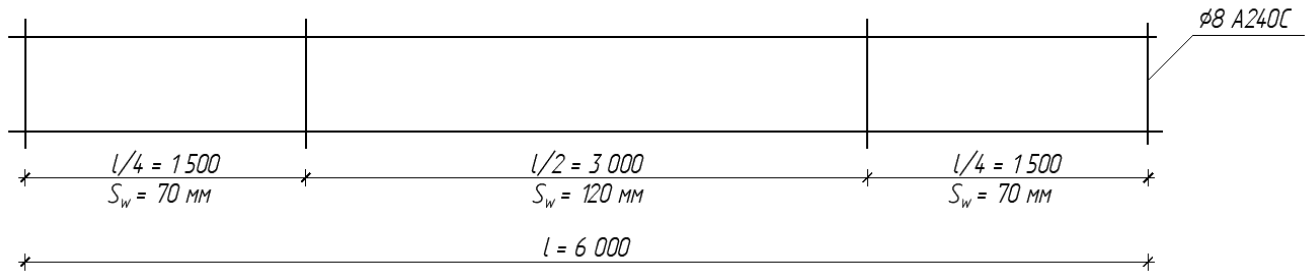 φ8 A240C
l/4 = 1 500
S_w = 70 мм
l/2 = 3 000
S_w = 120 мм
l/4 = 1 500
S_w = 70 мм
l = 6 000